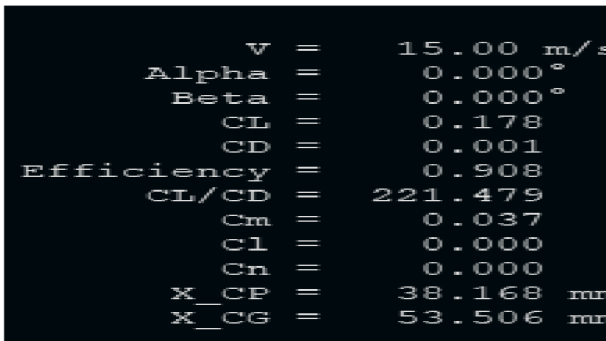 V = 15.00 m/s
Alpha = 0.000°
Beta = 0.000°
CL = 0.178
CD = 0.001
Efficiency = 0.908
CL/CD = 221.479
Cm = 0.037
Cl = 0.000
Cn = 0.000
X_CP = 38.168 mm
X_CG = 53.506 mm